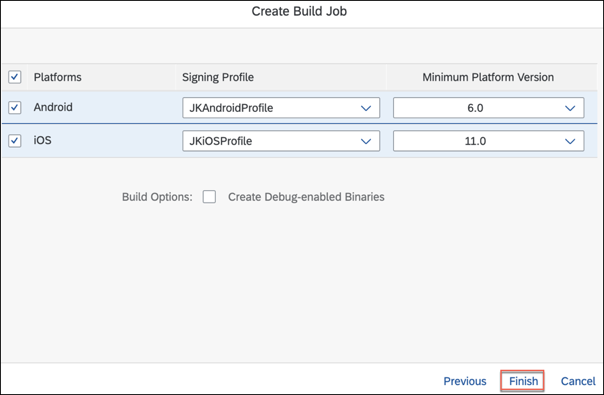 Create Build Job
Platforms Signing Profile Minimum Platform Version
Android JKAndroidProfile 6.0
iOS JKiOSProfile 11.0
Build Options: Create Debug-enabled Binaries
Previous Finish Cancel